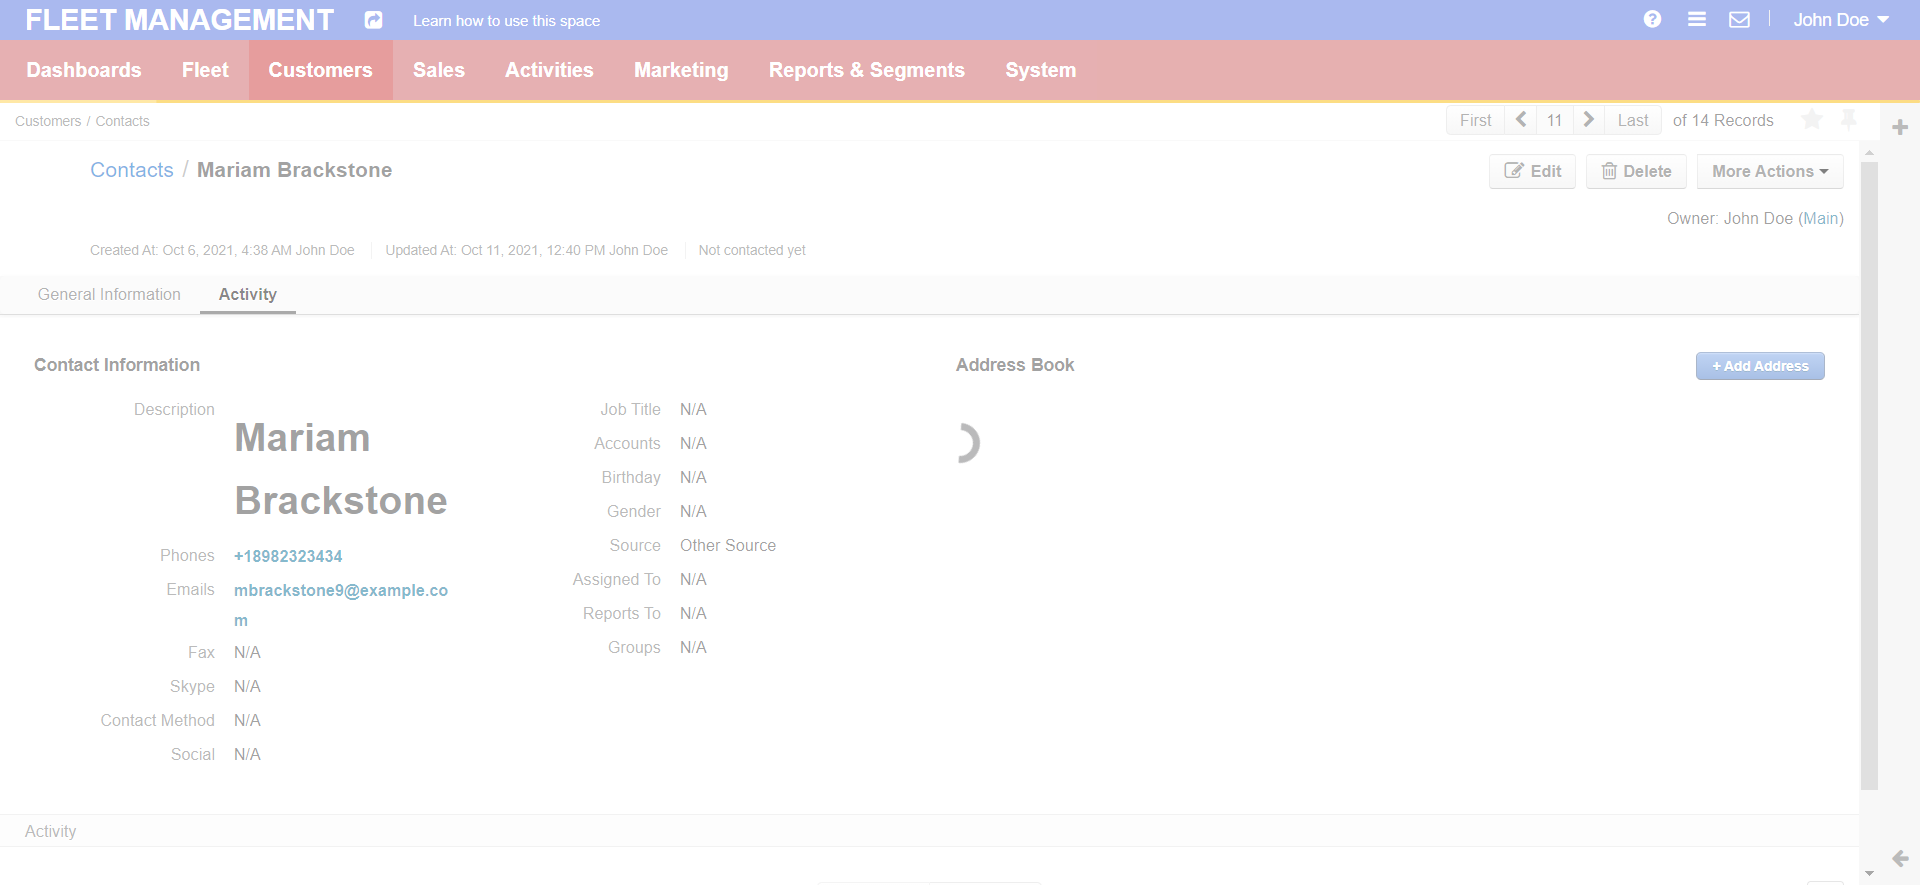 FLEET MANAGEMENT
Learn how to use this space
John Doe
Dashboards Fleet Customers Sales Activities Marketing Reports & Segments System
Customers / Contacts
First 11 Last of 14 Records
Contacts / Mariam Brackstone
Edit Delete More Actions
Owner: John Doe (Main)
Created At: Oct 6, 2021, 4:38 AM John Doe Updated At: Oct 11, 2021, 12:40 PM John Doe Not contacted yet
General Information Activity
Contact Information
Description Mariam
Brackstone
Phones +18982323434
Emails mbrackstone9@example.co
m
Fax N/A
Skype N/A
Contact Method N/A
Social N/A
Job Title N/A
Accounts N/A
Birthday N/A
Gender N/A
Source Other Source
Assigned To N/A
Reports To N/A
Groups N/A
Address Book
+ Add Address
Activity